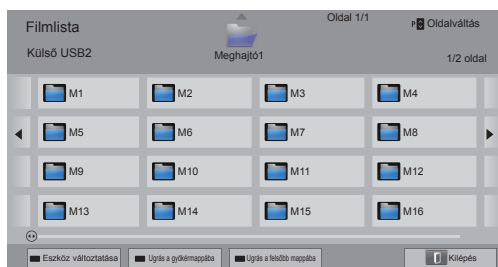 Filmlista
Oldal 1/1
P Oldalváltás
Külső USB2
Meghajtó1
1/2 oldal
M1
M2
M3
M4
M5
M6
M7
M8
M9
M10
M11
M12
M13
M14
M15
M16
Eszköz változtatása
Ugrás a gyökérmappába
Ugrás a felsőbb mappába
Kilépés